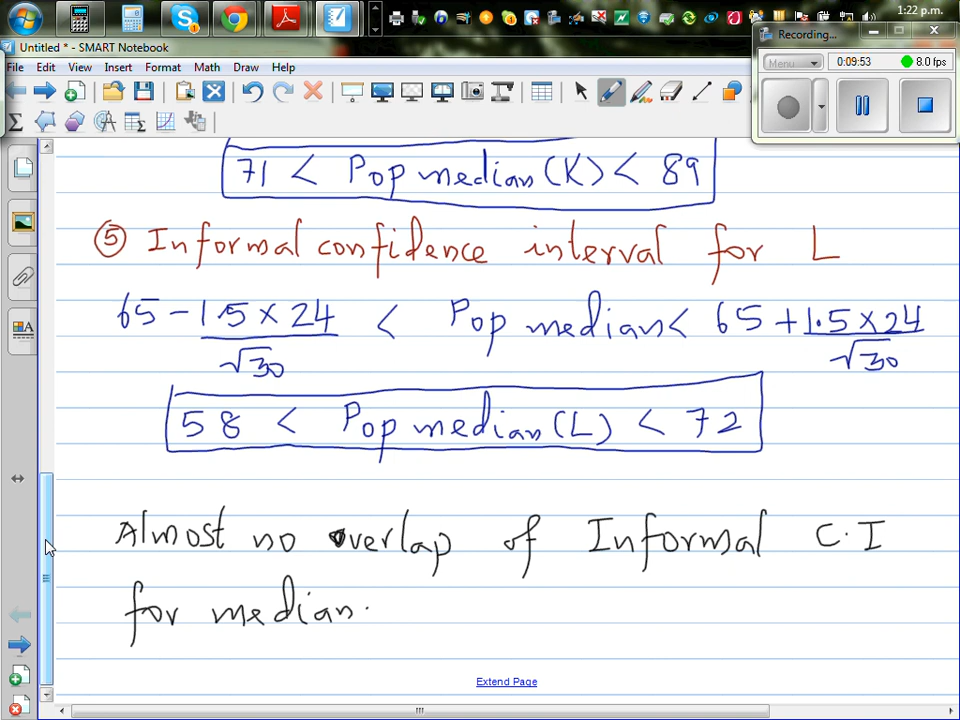 1:22 p.m.
Untitled * - SMART Notebook
Recording...
File Edit View Insert Format Math Draw Help
Menu 0:09:53 8.0 fps
71 < Pop median (K) < 89
⑤ Informal confidence interval for L
65 - 1.5 × 24 / √30 < Pop median < 65 + 1.5 × 24 / √30
58 < Pop median (L) < 72
Almost no overlap of Informal C.I
for median.
Extend Page